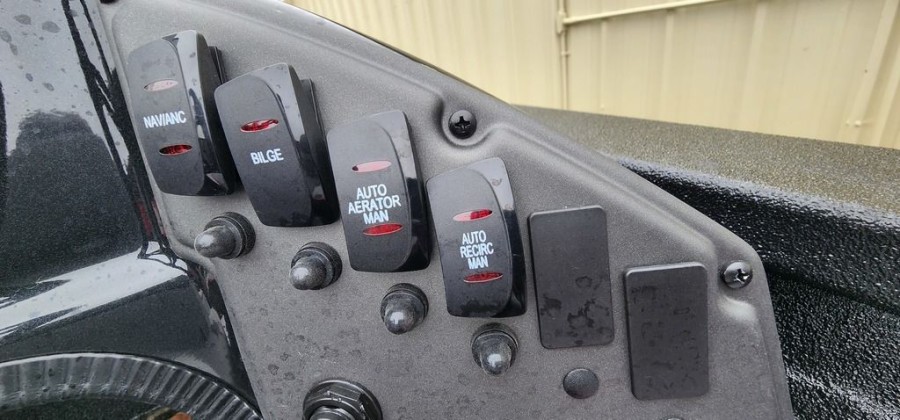 NAV/ANC
BILGE
AUTO
AERATOR
MAN
AUTO
RECIRC
MAN